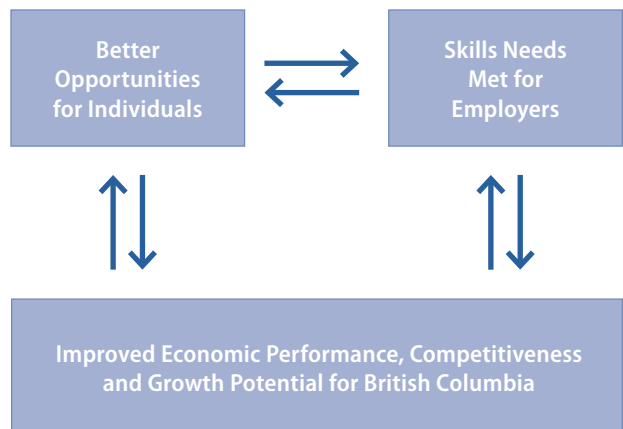 Better
Opportunities
for Individuals
Skills Needs
Met for
Employers
Improved Economic Performance, Competitiveness
and Growth Potential for British Columbia